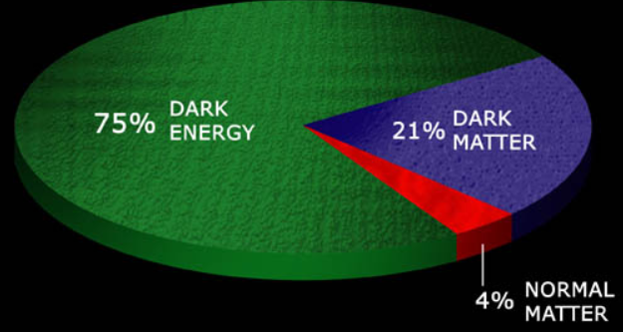 75% DARK
ENERGY
21% DARK
MATTER
4% NORMAL
MATTER